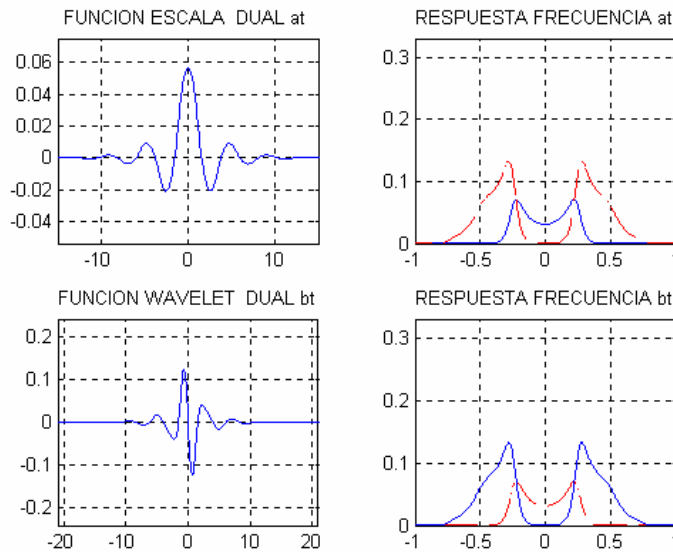 FUNCION ESCALA DUAL at
0.06
0.04
0.02
0
-0.02
-0.04
-10 0 10
RESPUESTA FRECUENCIA at
0.3
0.2
0.1
0
-1 -0.5 0 0.5 1
FUNCION WAVELET DUAL bt
0.2
0.1
0
-0.1
-0.2
-20 -10 0 10 20
RESPUESTA FRECUENCIA bt
0.3
0.2
0.1
0
-1 -0.5 0 0.5 1